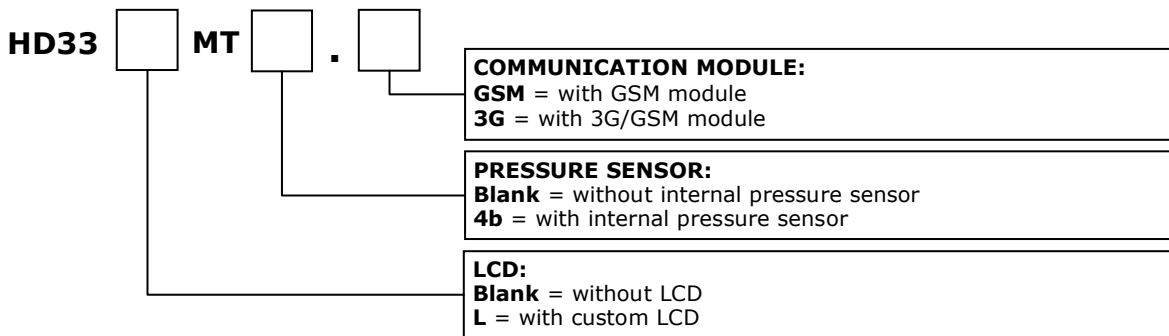 HD33 MT .
COMMUNICATION MODULE:
GSM = with GSM module
3G = with 3G/GSM module
PRESSURE SENSOR:
Blank = without internal pressure sensor
4b = with internal pressure sensor
LCD:
Blank = without LCD
L = with custom LCD